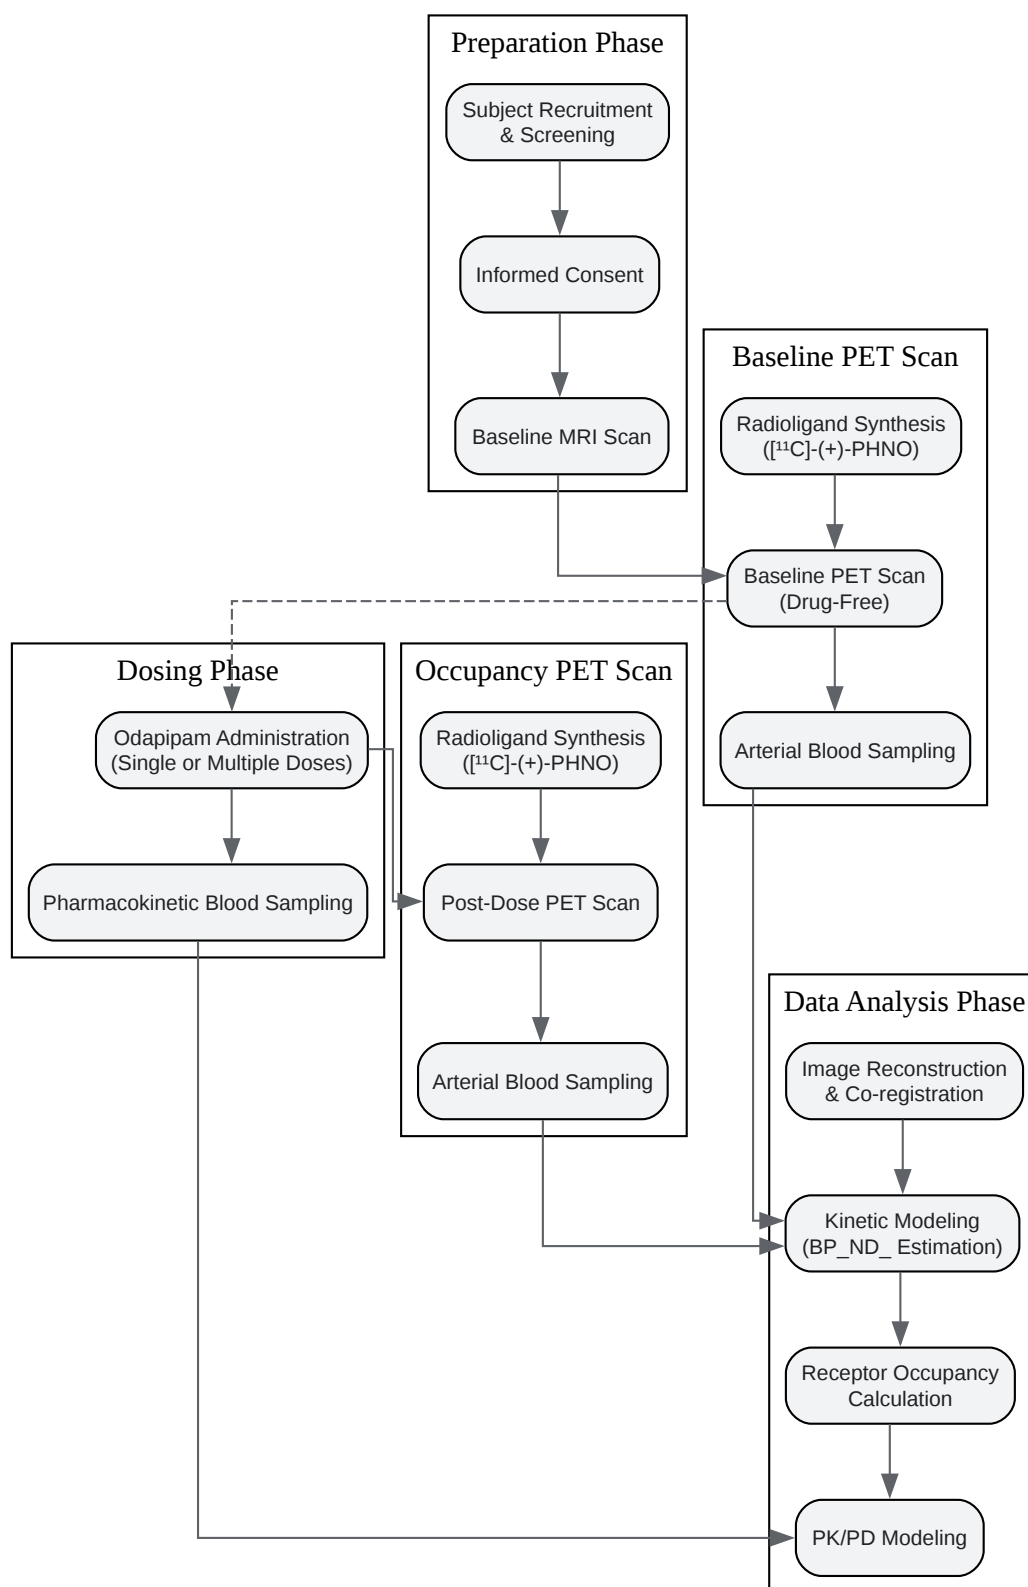 Preparation Phase
Subject Recruitment
& Screening
Informed Consent
Baseline MRI Scan
Baseline PET Scan
Radioligand Synthesis
([¹¹C]-(+)-PHNO)
Baseline PET Scan
(Drug-Free)
Arterial Blood Sampling
Dosing Phase
Odapipam Administration
(Single or Multiple Doses)
Pharmacokinetic Blood Sampling
Occupancy PET Scan
Radioligand Synthesis
([¹¹C]-(+)-PHNO)
Post-Dose PET Scan
Arterial Blood Sampling
Data Analysis Phase
Image Reconstruction
& Co-registration
Kinetic Modeling
(BP_ND_ Estimation)
Receptor Occupancy
Calculation
PK/PD Modeling